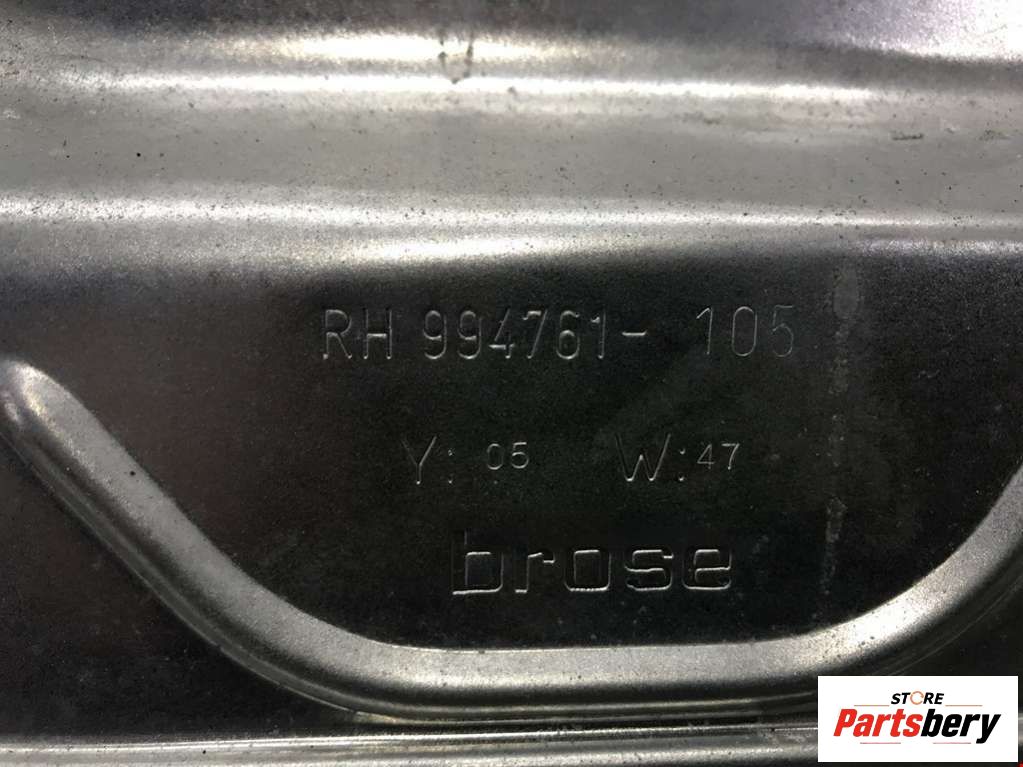 RH 994761- 105
Y: 05 W: 47
brose
STORE
Partsbery